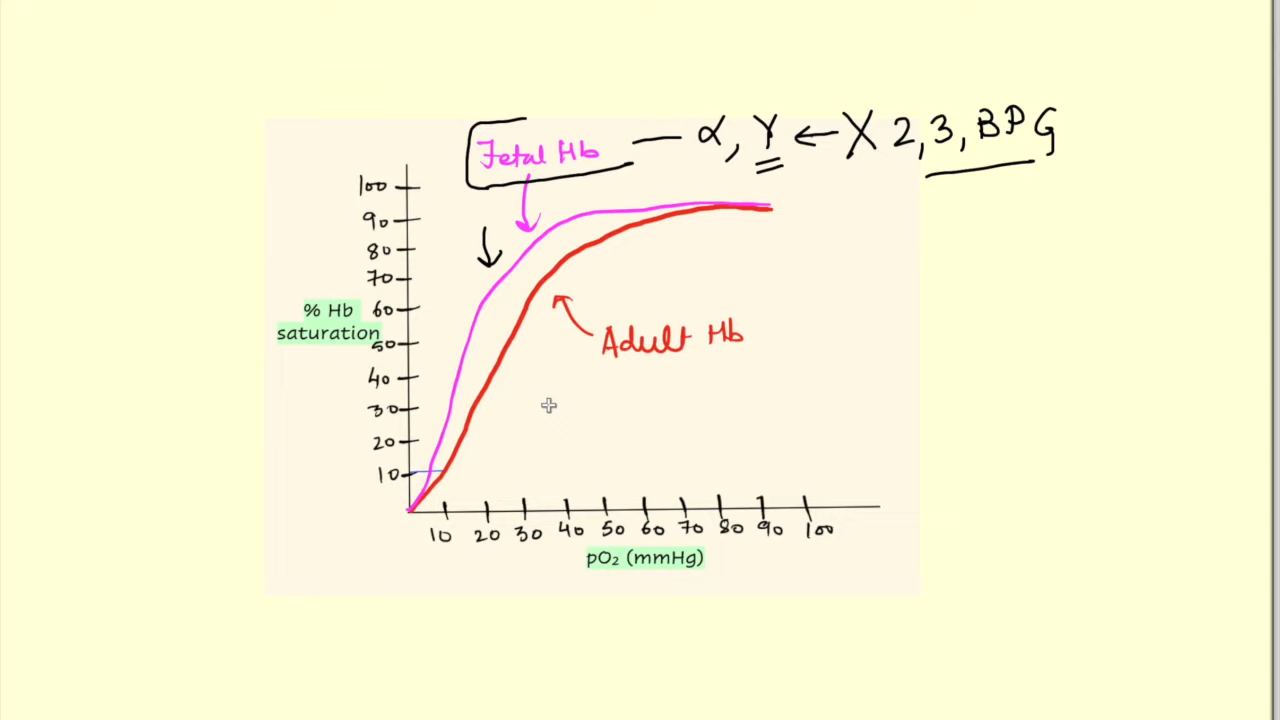 Fetal Hb — α, γ ← X 2,3, BPG
100
90
80
70
60
50
40
30
20
10
% Hb
saturation
Adult Hb
10 20 30 40 50 60 70 80 90 100
pO₂ (mmHg)